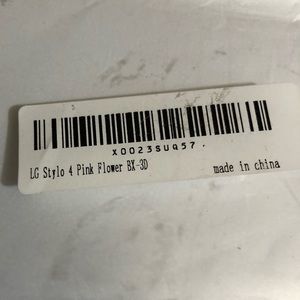 X0023SUQ57.
LG Stylo 4 Pink Flower BX-3D
made in china